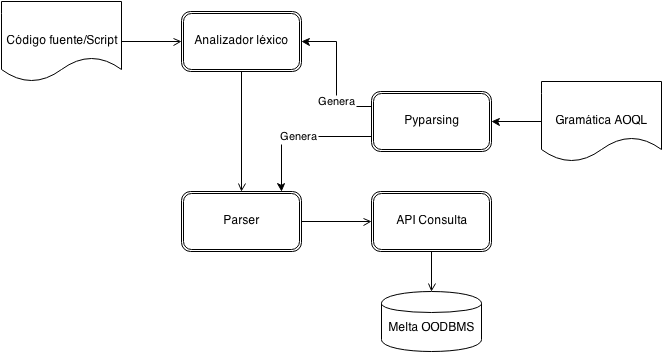 Código fuente/Script
Analizador léxico
Genera
Pyparsing
Gramática AOQL
Genera
Parser
API Consulta
Melta OODBMS